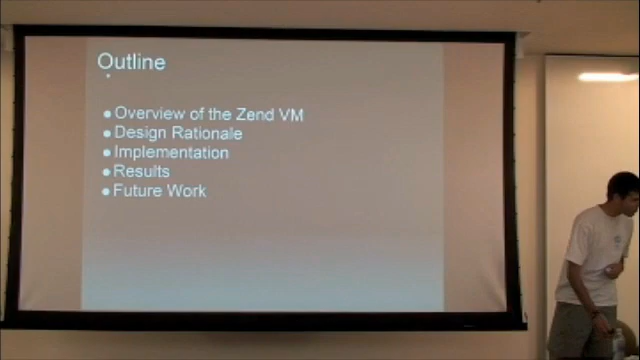 Outline
● Overview of the Zend VM
● Design Rationale
● Implementation
● Results
● Future Work